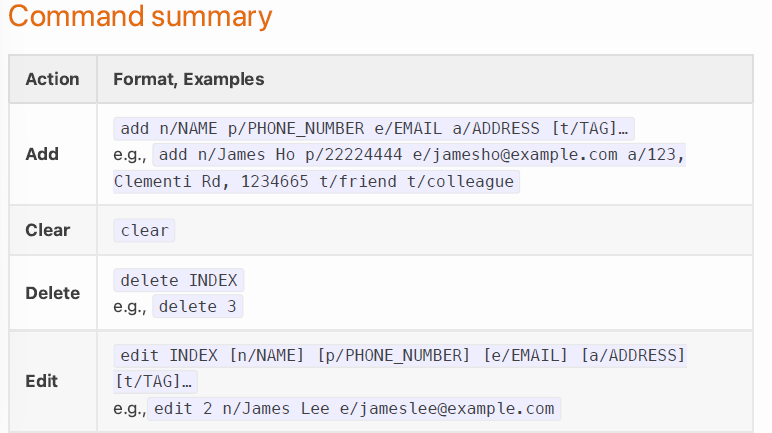 Command summary
Action Format, Examples
Add
add n/NAME p/PHONE_NUMBER e/EMAIL a/ADDRESS [t/TAG]…
e.g., add n/James Ho p/22224444 e/jamesho@example.com a/123,
Clementi Rd, 1234665 t/friend t/colleague
Clear clear
Delete
delete INDEX
e.g., delete 3
Edit
edit INDEX [n/NAME] [p/PHONE_NUMBER] [e/EMAIL] [a/ADDRESS]
[t/TAG]…
e.g., edit 2 n/James Lee e/jameslee@example.com